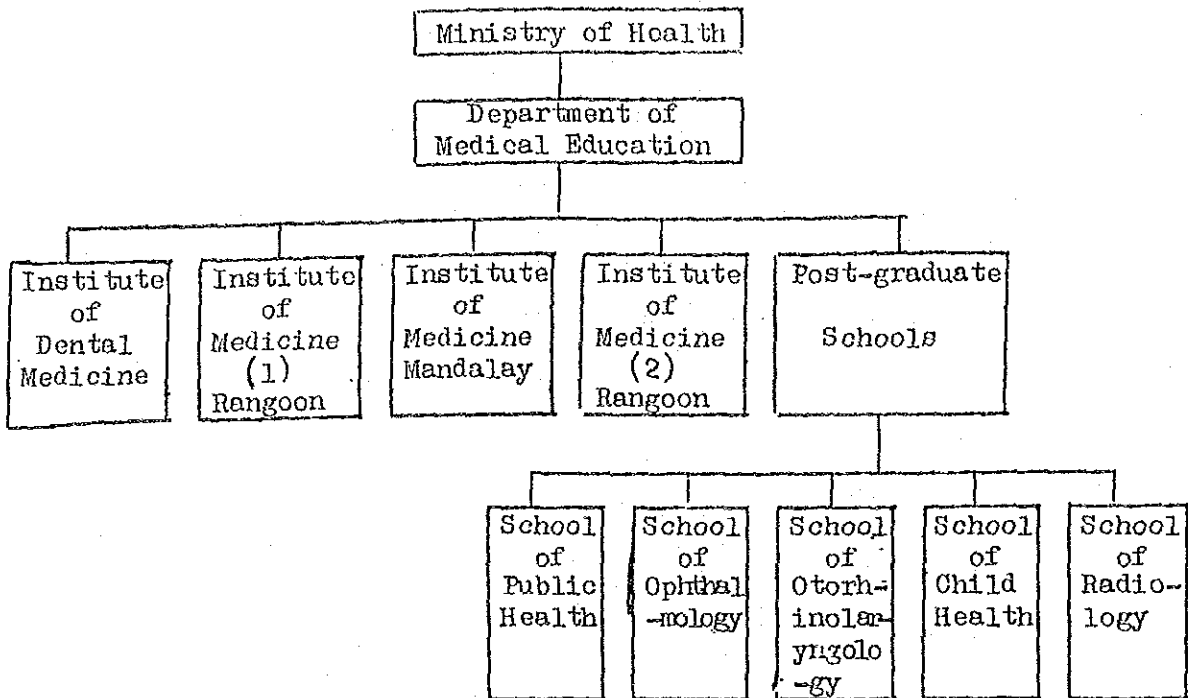 Ministry of Health
Department of
Medical Education
Institute
of
Dental
Medicine
Institute
of
Medicine
(1)
Rangoon
Institute
of
Medicine
Mandalay
Institute
of
Medicine
(2)
Rangoon
Post-graduate
Schools
School
of
Public
Health
School
of
Ophthal
-mology
School
of
Otorh-
inolar-
yngolo
-gy
School
of
Child
Health
School
of
Radio-
logy